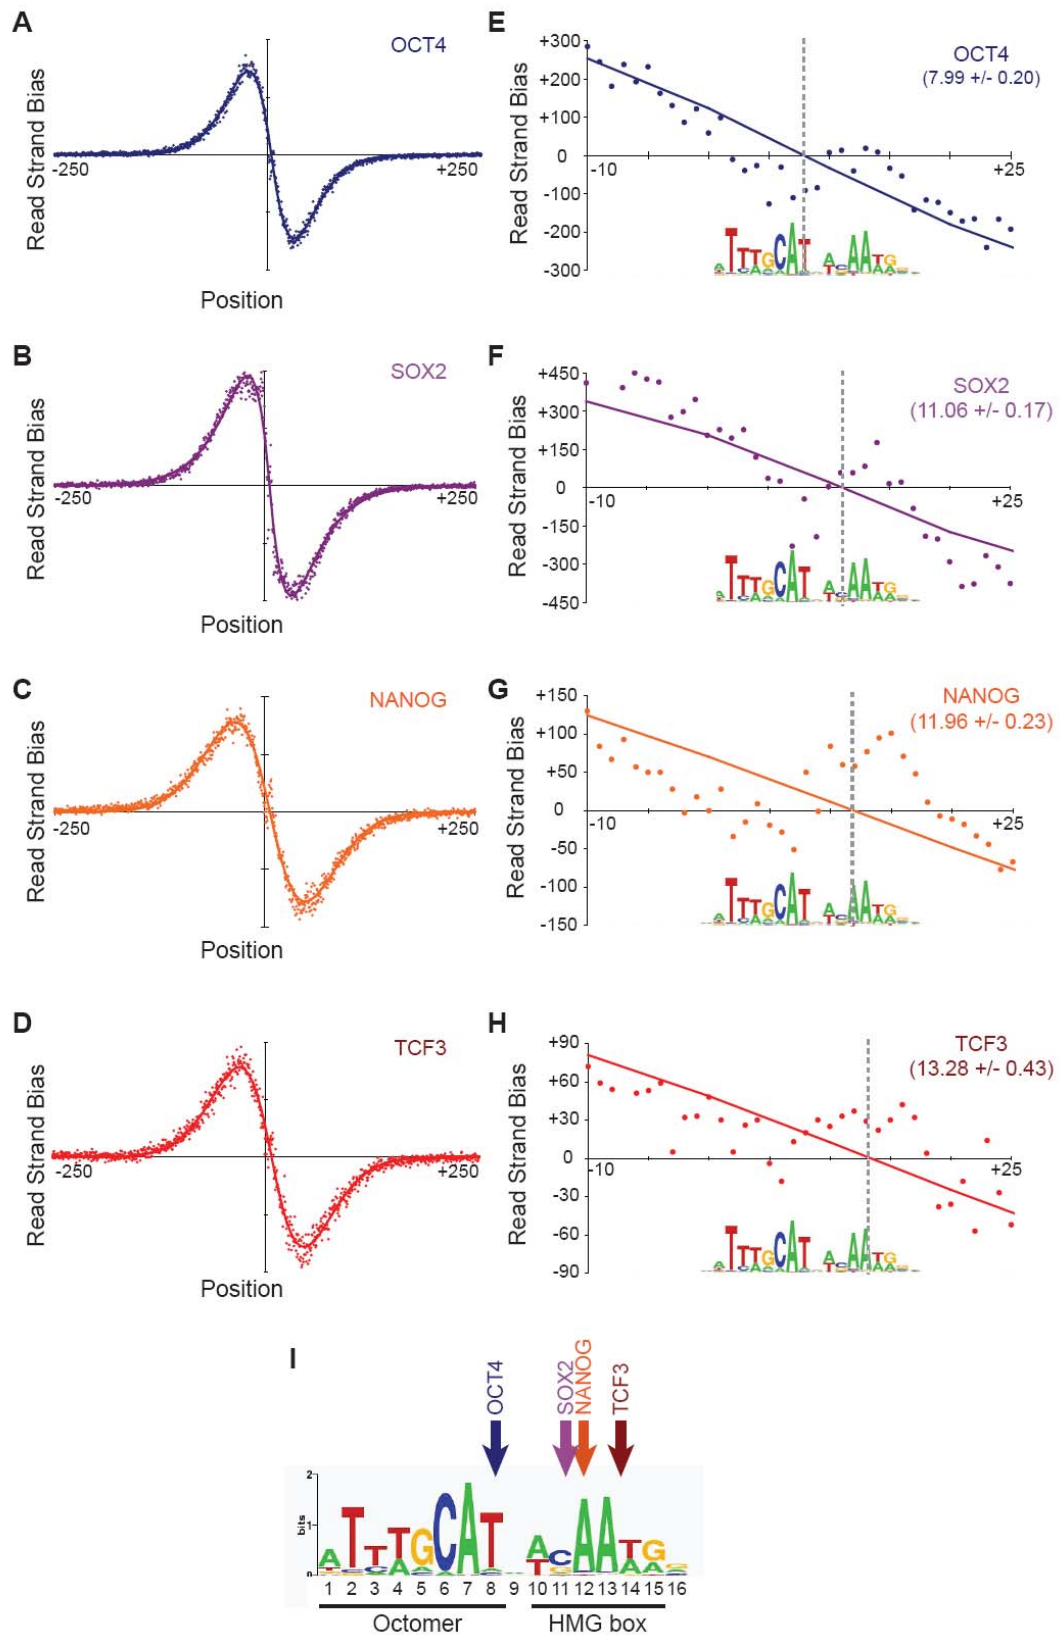 A
OCT4
Read Strand Bias
-250
+250
Position
E
OCT4
(7.99 +/- 0.20)
Read Strand Bias
+300
+200
+100
0
-100
-200
-300
-10
+25
B
SOX2
Read Strand Bias
-250
+250
Position
F
SOX2
(11.06 +/- 0.17)
Read Strand Bias
+450
+300
+150
0
-150
-300
-450
-10
+25
C
NANOG
Read Strand Bias
-250
+250
Position
G
NANOG
(11.96 +/- 0.23)
Read Strand Bias
+150
+100
+50
0
-50
-100
-150
-10
+25
D
TCF3
Read Strand Bias
-250
+250
Position
H
TCF3
(13.28 +/- 0.43)
Read Strand Bias
+90
+60
+30
0
-30
-60
-90
-10
+25
I
OCT4
SOX2
NANOG
TCF3
2
1
0
bits
ATTTGCAT ACAATG
1 2 3 4 5 6 7 8 9 10 11 12 13 14 15 16
Octomer HMG box